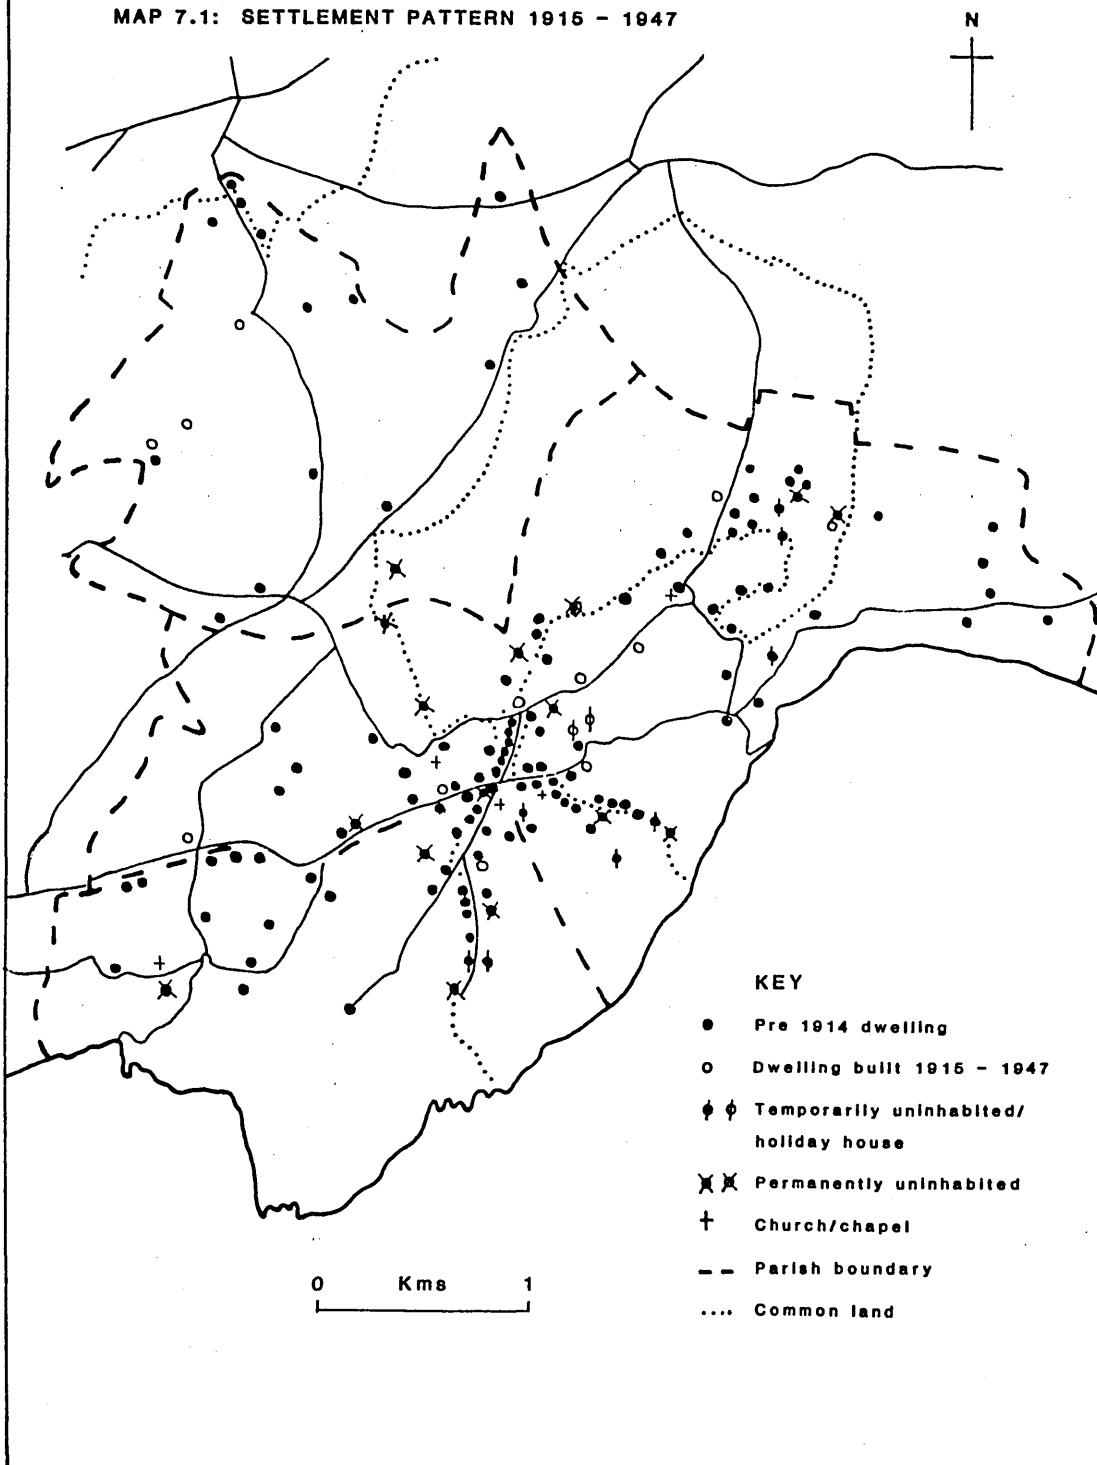 MAP 7.1: SETTLEMENT PATTERN 1915 - 1947
N
KEY
Pre 1914 dwelling
Dwelling built 1915 - 1947
Temporarily uninhabited/
holiday house
Permanently uninhabited
Church/chapel
Parish boundary
Common land
0 Kms 1